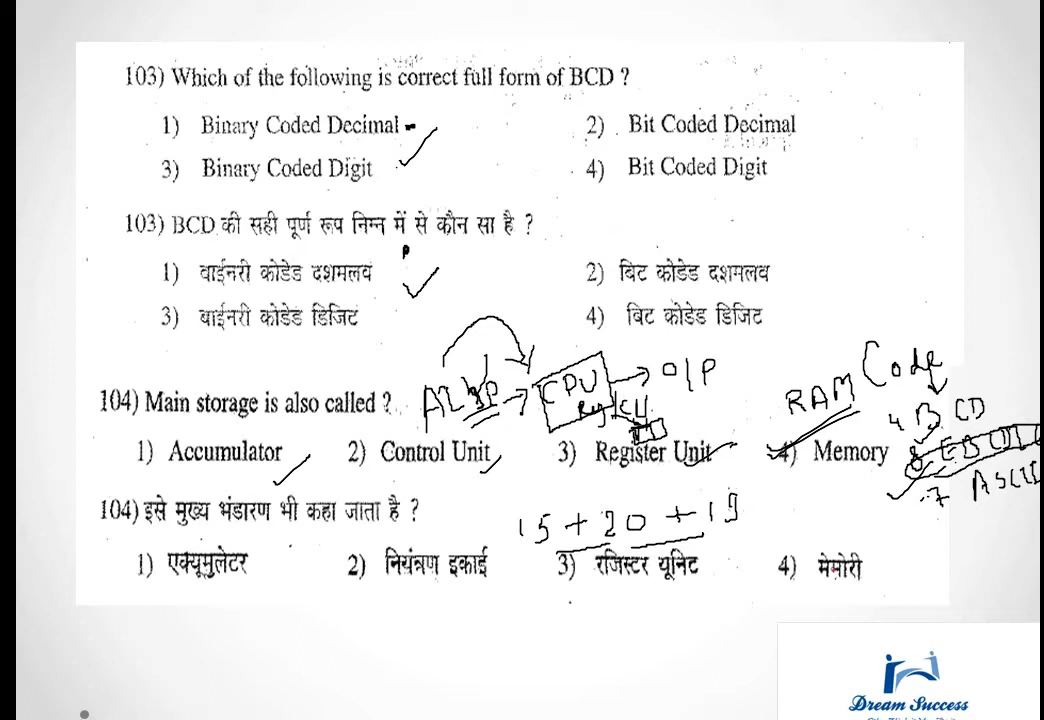 103) Which of the following is correct full form of BCD ?
1) Binary Coded Decimal
2) Bit Coded Decimal
3) Binary Coded Digit
4) Bit Coded Digit
103) BCD की सही पूर्ण रूप निम्न में से कौन सा है ?
1) वाईनरी कोडेड दशमलव
2) बिट कोडेड दशमलव
3) वाईनरी कोडेड डिजिट
4) बिट कोडेड डिजिट
CPU → O/P
RAM Code
4 BCD
104) Main storage is also called ?
1) Accumulator 2) Control Unit 3) Register Unit 4) Memory
7 ASCII
104) इसे मुख्य भंडारण भी कहा जाता है ?
15 + 20 + 19
1) एक्यूमुलेटर 2) नियंत्रण इकाई 3) रजिस्टर यूनिट 4) मेमोरी
Dream Success